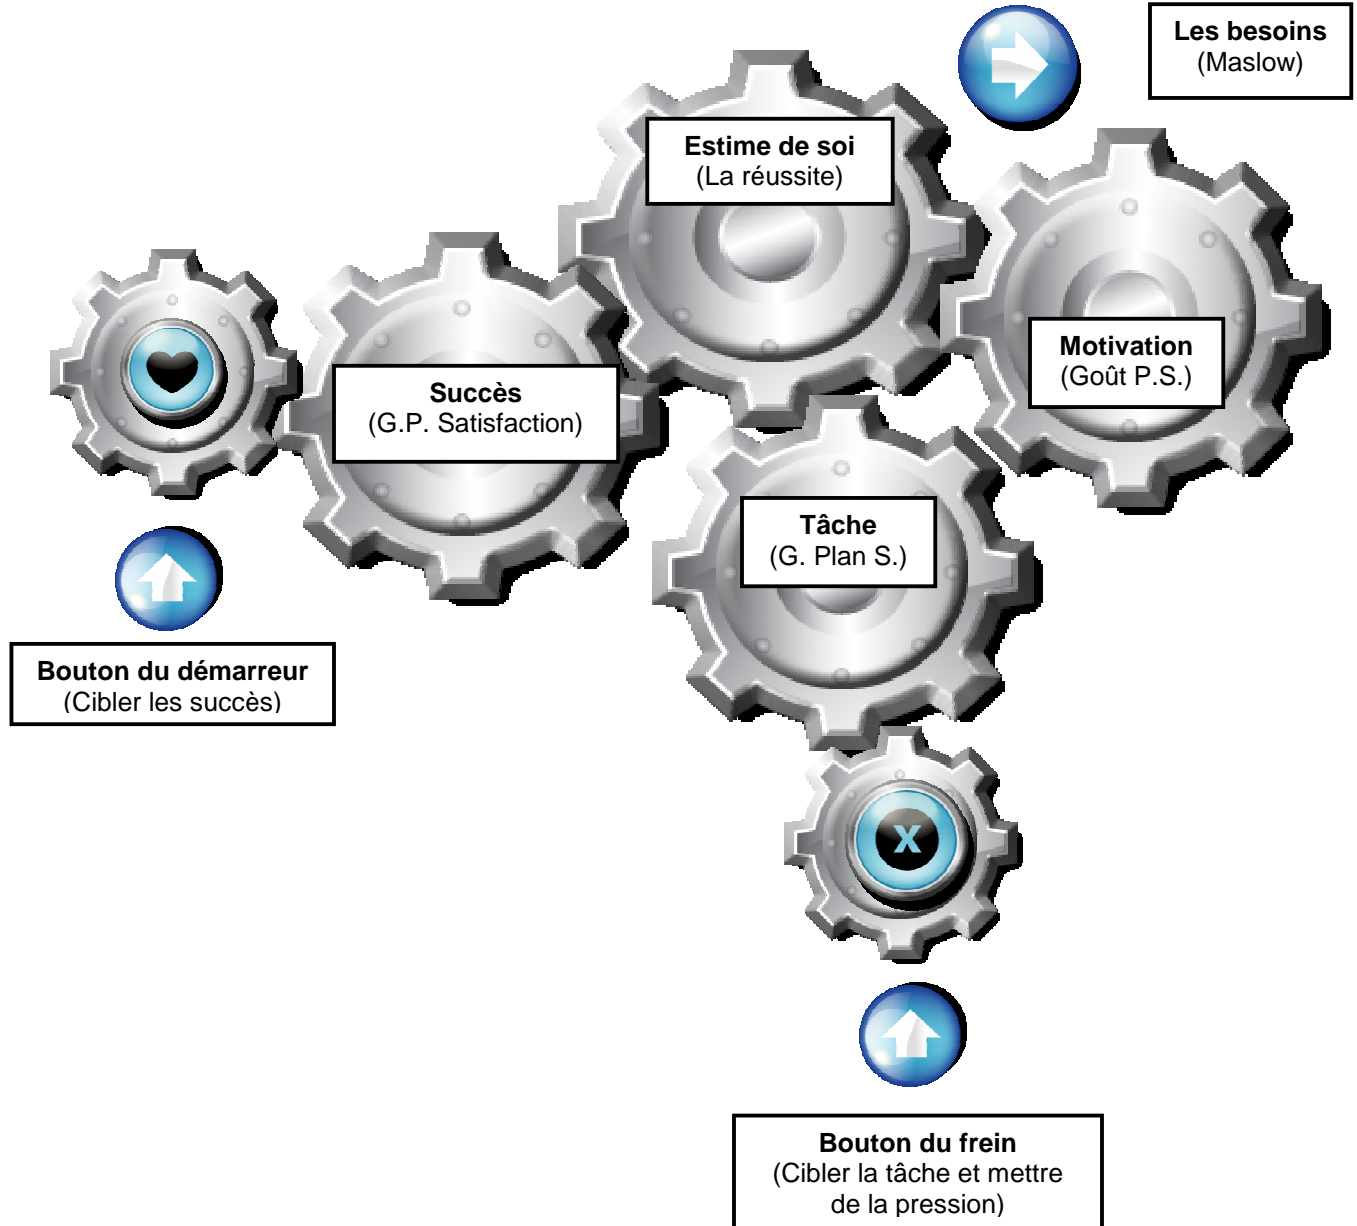 Les besoins
(Maslow)
Estime de soi
(La réussite)
Motivation
(Goût P.S.)
Succès
(G.P. Satisfaction)
Tâche
(G. Plan S.)
Bouton du démarreur
(Cibler les succès)
X
Bouton du frein
(Cibler la tâche et mettre
de la pression)